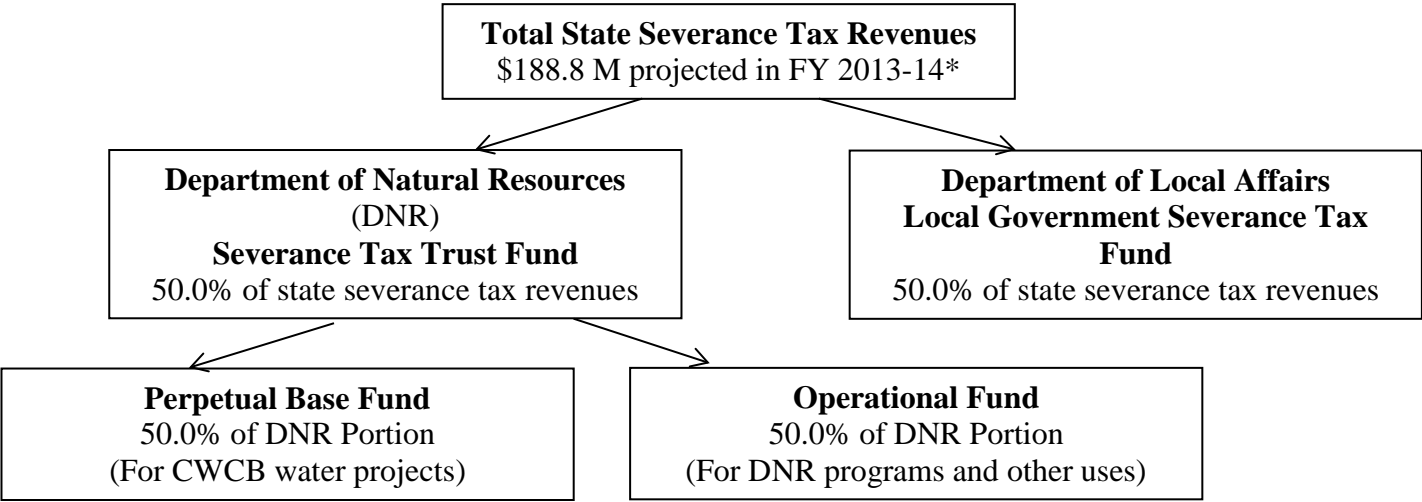 Total State Severance Tax Revenues
$188.8 M projected in FY 2013-14*
Department of Natural Resources
(DNR)
Severance Tax Trust Fund
50.0% of state severance tax revenues
Department of Local Affairs
Local Government Severance Tax
Fund
50.0% of state severance tax revenues
Perpetual Base Fund
50.0% of DNR Portion
(For CWCB water projects)
Operational Fund
50.0% of DNR Portion
(For DNR programs and other uses)